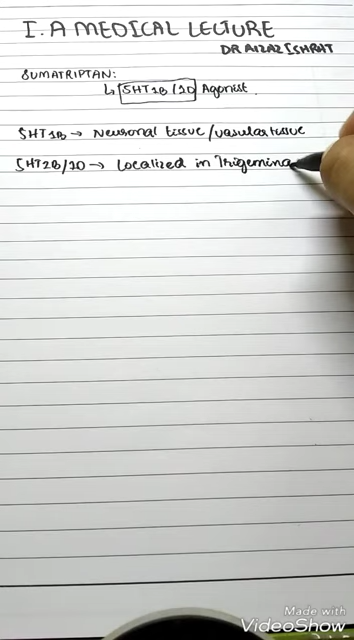 I. A MEDICAL LECTURE
DR AIZAZ ISHRAT
SUMATRIPTAN:
↳ 5HT1B/1D Agonist.
5HT1B → Neuronal tissue/vasular tissue
5HT2B/1D → Localized in Trigemina
Made with
VideoShow